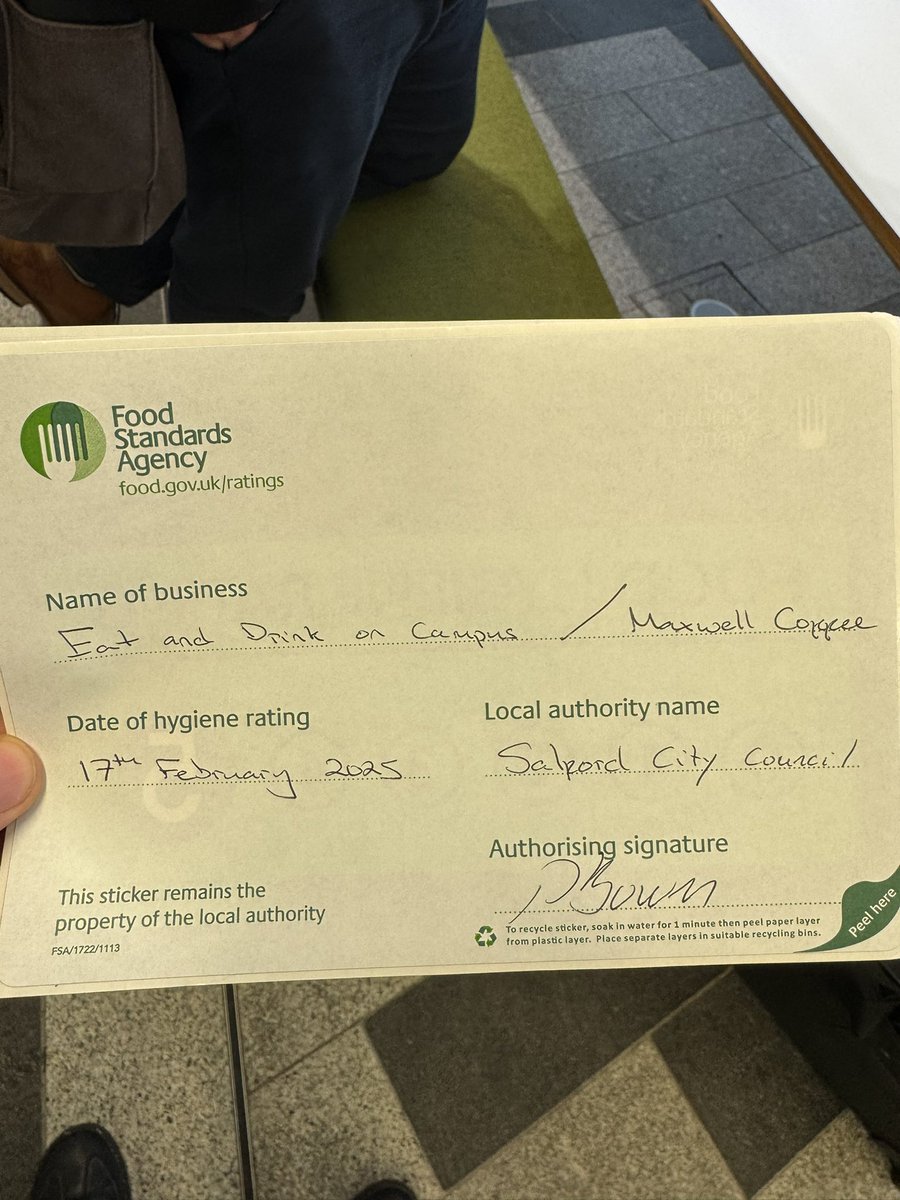 Food
Standards
Agency
food.gov.uk/ratings
Name of business
Eat and Drink on Campus / Maxwell Coffee
Date of hygiene rating
17th February 2025
Local authority name
Salford City Council
Authorising signature
This sticker remains the
property of the local authority
FSA/1722/1113
To recycle sticker, soak in water for 1 minute then peel paper layer
from plastic layer. Place separate layers in suitable recycling bins.
Peel here